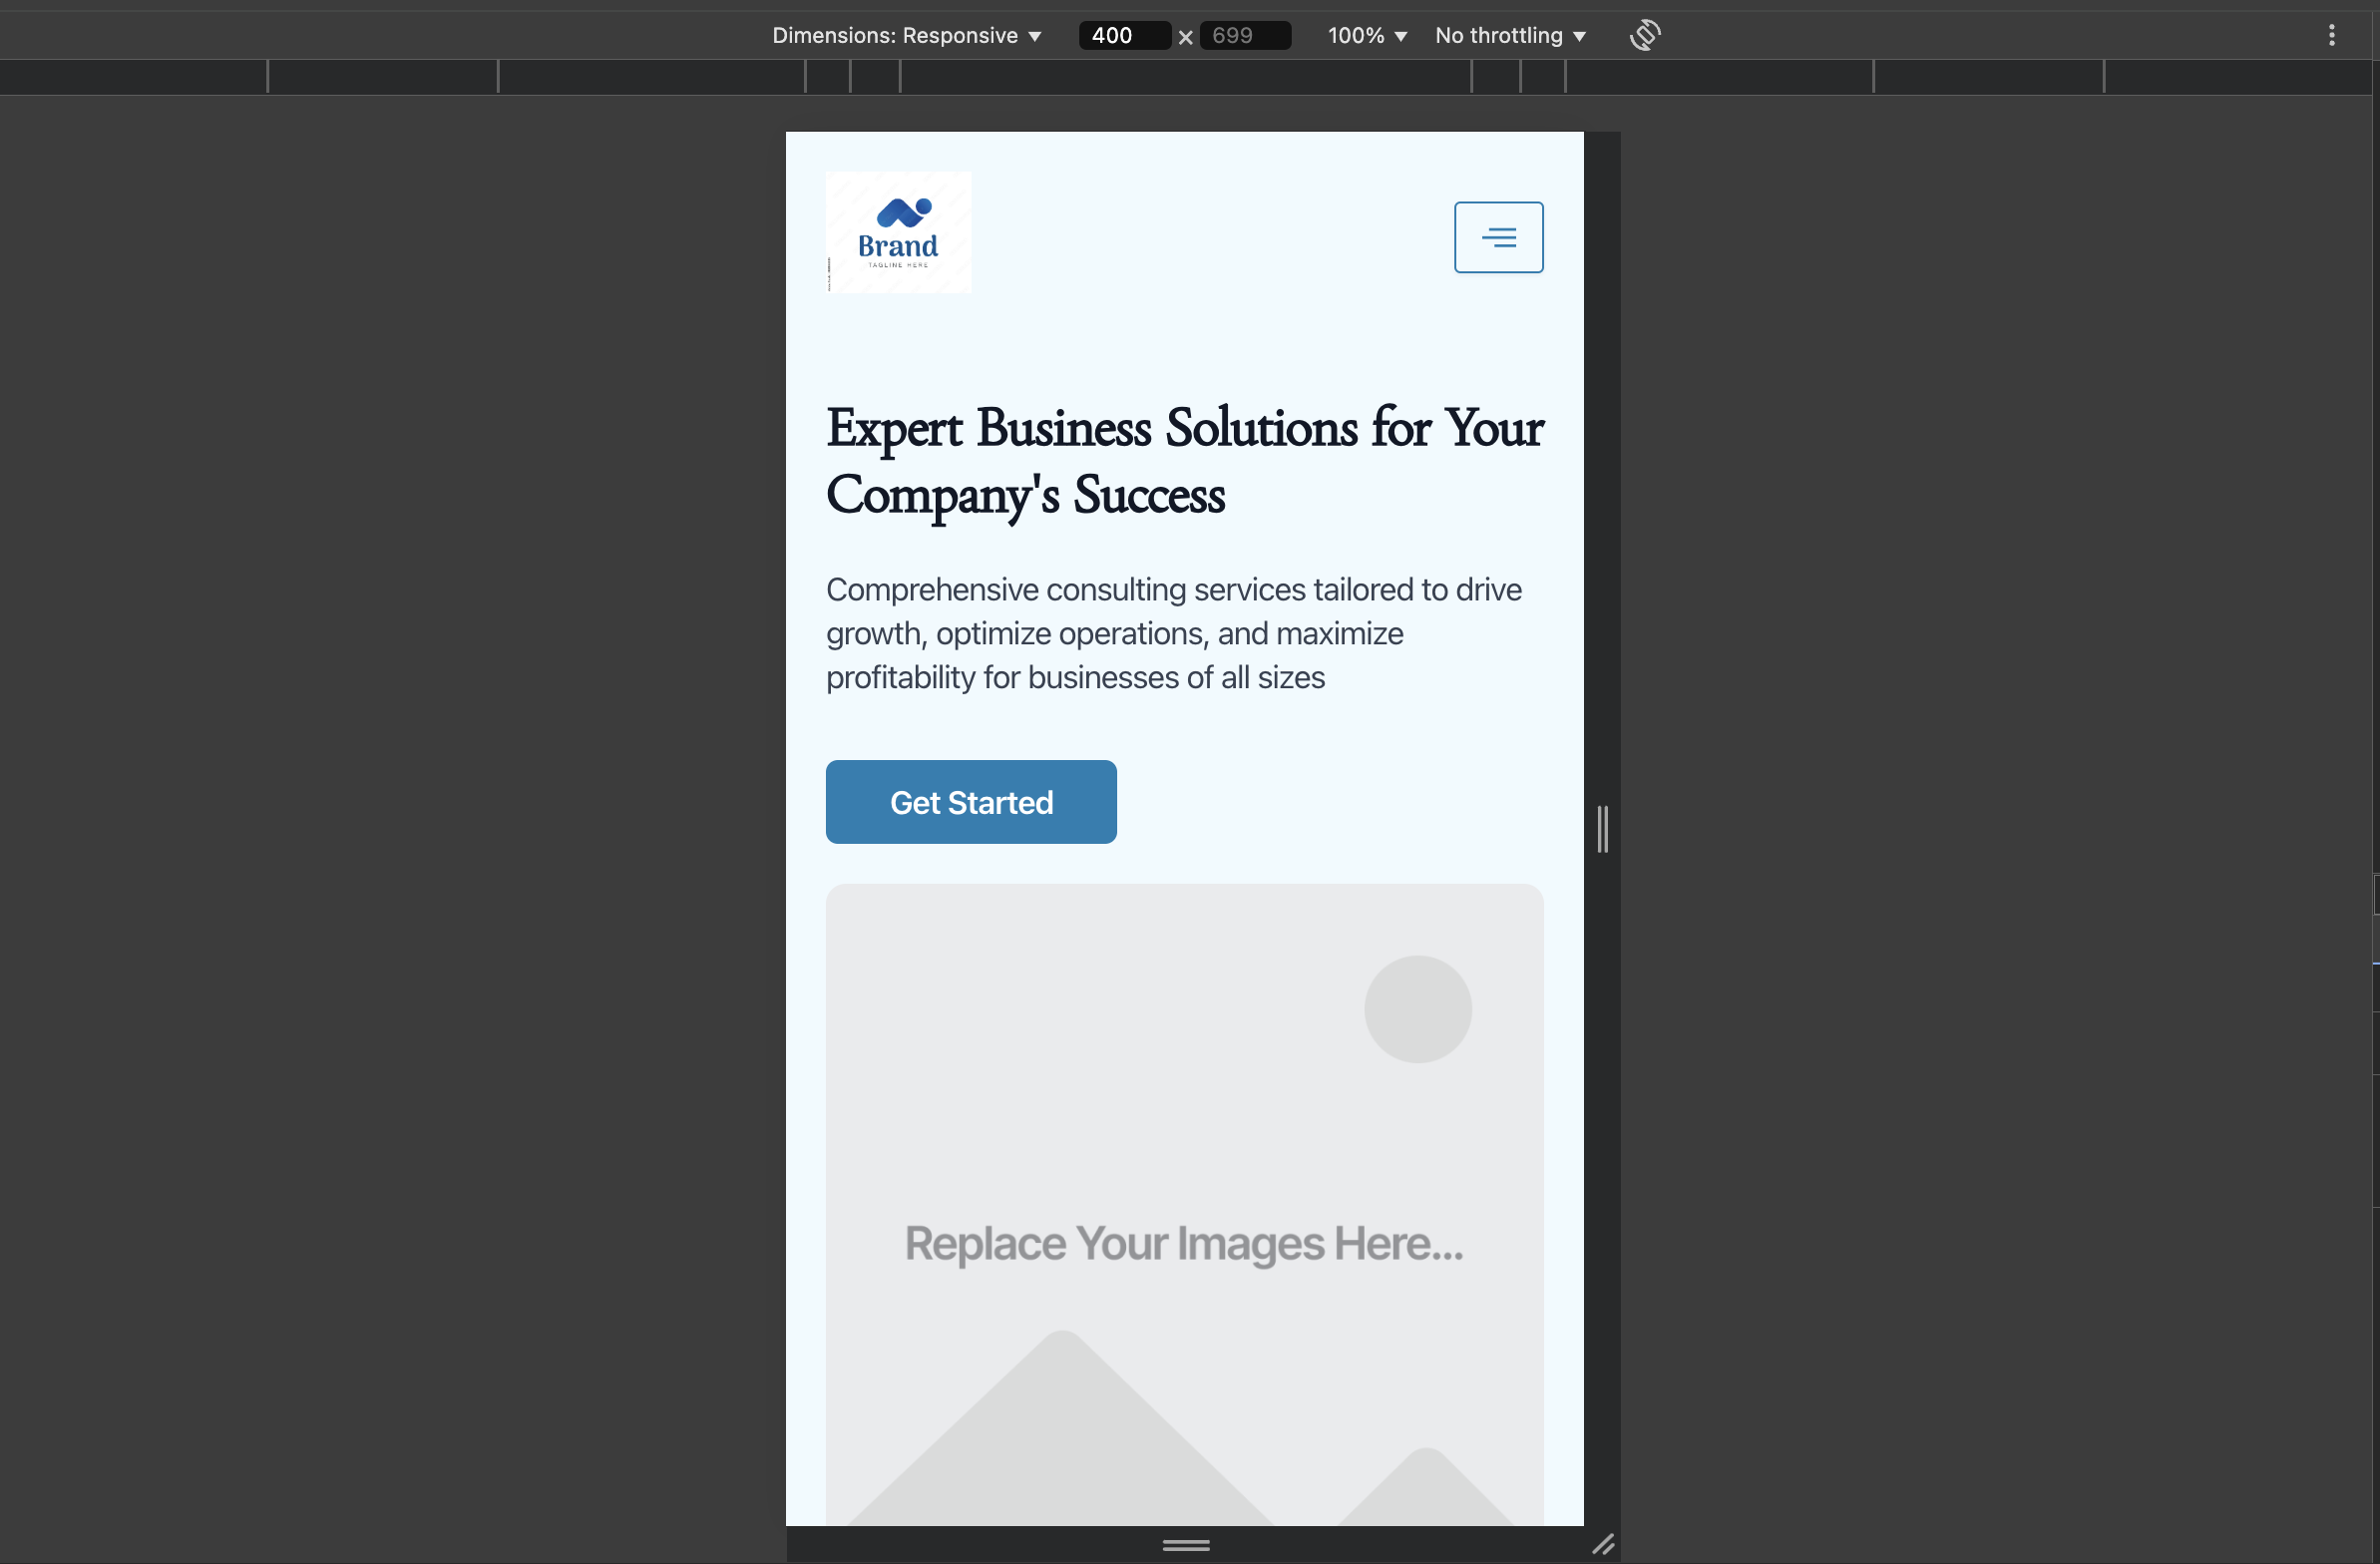 Dimensions: Responsive 400 × 699 100% No throttling
Brand
TAGLINE HERE
Expert Business Solutions for Your
Company's Success
Comprehensive consulting services tailored to drive
growth, optimize operations, and maximize
profitability for businesses of all sizes
Get Started
Replace Your Images Here...